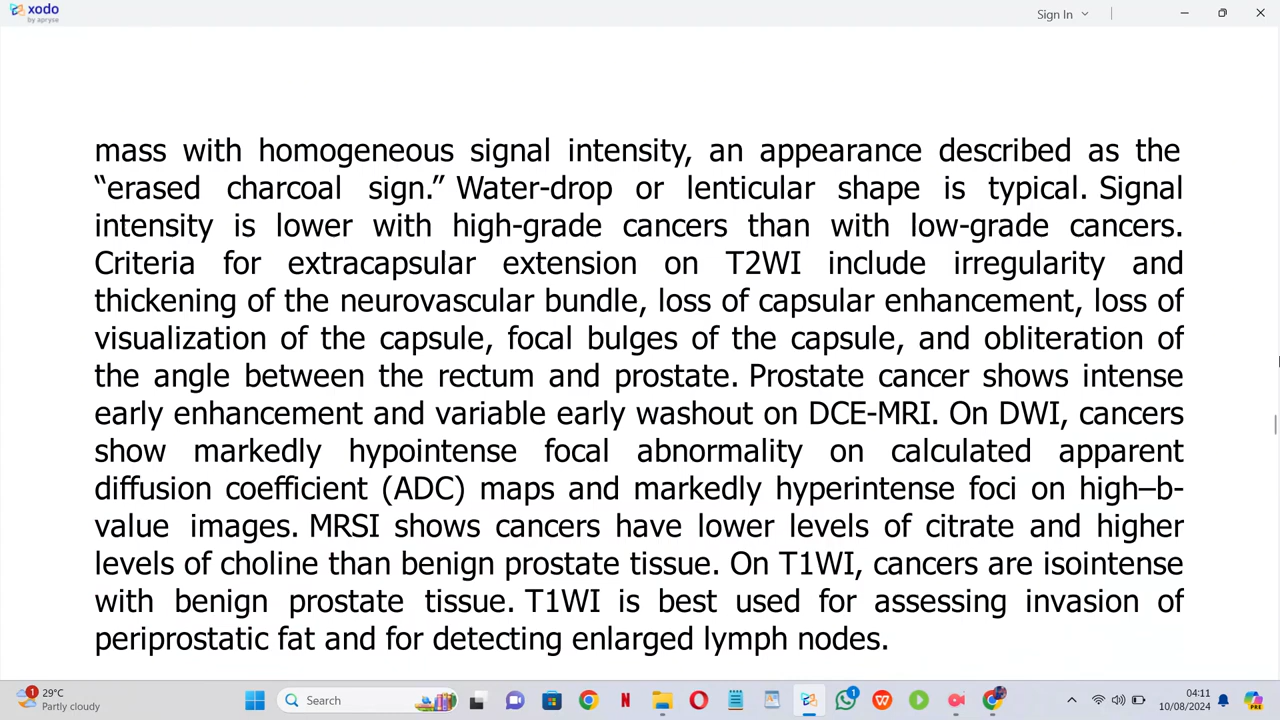 xodo
by apryse
Sign In
mass with homogeneous signal intensity, an appearance described as the
“erased charcoal sign.” Water-drop or lenticular shape is typical. Signal
intensity is lower with high-grade cancers than with low-grade cancers.
Criteria for extracapsular extension on T2WI include irregularity and
thickening of the neurovascular bundle, loss of capsular enhancement, loss of
visualization of the capsule, focal bulges of the capsule, and obliteration of
the angle between the rectum and prostate. Prostate cancer shows intense
early enhancement and variable early washout on DCE-MRI. On DWI, cancers
show markedly hypointense focal abnormality on calculated apparent
diffusion coefficient (ADC) maps and markedly hyperintense foci on high–b-
value images. MRSI shows cancers have lower levels of citrate and higher
levels of choline than benign prostate tissue. On T1WI, cancers are isointense
with benign prostate tissue. T1WI is best used for assessing invasion of
periprostatic fat and for detecting enlarged lymph nodes.
1
29°C
Partly cloudy
Search
1
04:11
10/08/2024
PRE